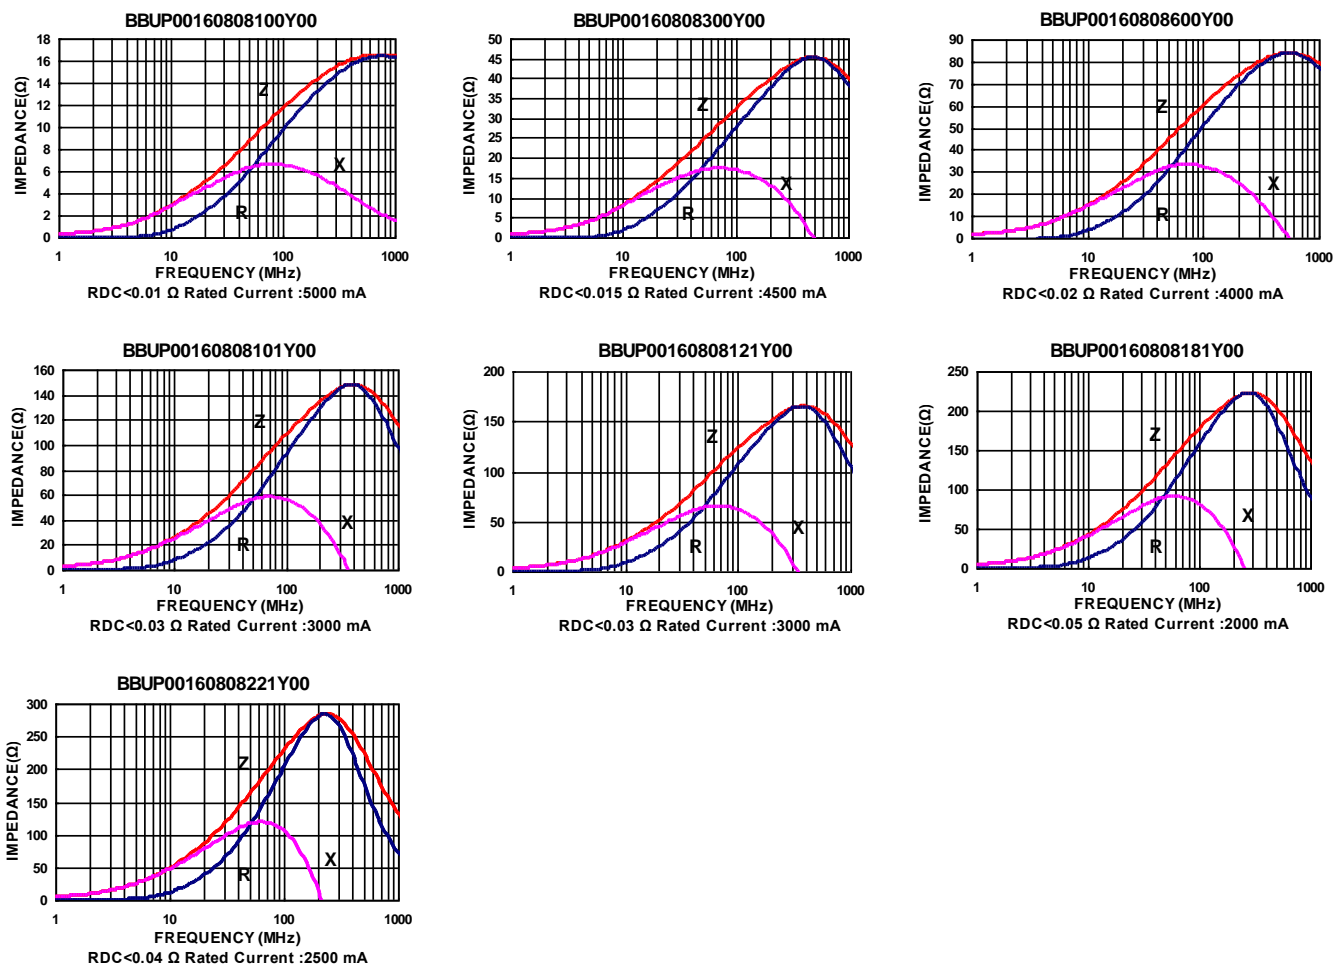 BBUP00160808100Y00
IMPEDANCE(Ω)
18
16
14
12
10
8
6
4
2
0
Z
X
R
1
10
100
1000
FREQUENCY (MHz)
RDC<0.01 Ω Rated Current :5000 mA
BBUP00160808300Y00
IMPEDANCE(Ω)
50
45
40
35
30
25
20
15
10
5
0
Z
X
R
1
10
100
1000
FREQUENCY (MHz)
RDC<0.015 Ω Rated Current :4500 mA
BBUP00160808600Y00
IMPEDANCE(Ω)
90
80
70
60
50
40
30
20
10
0
Z
X
R
1
10
100
1000
FREQUENCY (MHz)
RDC<0.02 Ω Rated Current :4000 mA
BBUP00160808101Y00
IMPEDANCE(Ω)
160
140
120
100
80
60
40
20
0
Z
X
R
1
10
100
1000
FREQUENCY (MHz)
RDC<0.03 Ω Rated Current :3000 mA
BBUP00160808121Y00
IMPEDANCE(Ω)
200
150
100
50
0
Z
X
R
1
10
100
1000
FREQUENCY (MHz)
RDC<0.03 Ω Rated Current :3000 mA
BBUP00160808181Y00
IMPEDANCE(Ω)
250
200
150
100
50
0
Z
X
R
1
10
100
1000
FREQUENCY (MHz)
RDC<0.05 Ω Rated Current :2000 mA
BBUP00160808221Y00
IMPEDANCE(Ω)
300
250
200
150
100
50
0
Z
X
R
1
10
100
1000
FREQUENCY (MHz)
RDC<0.04 Ω Rated Current :2500 mA